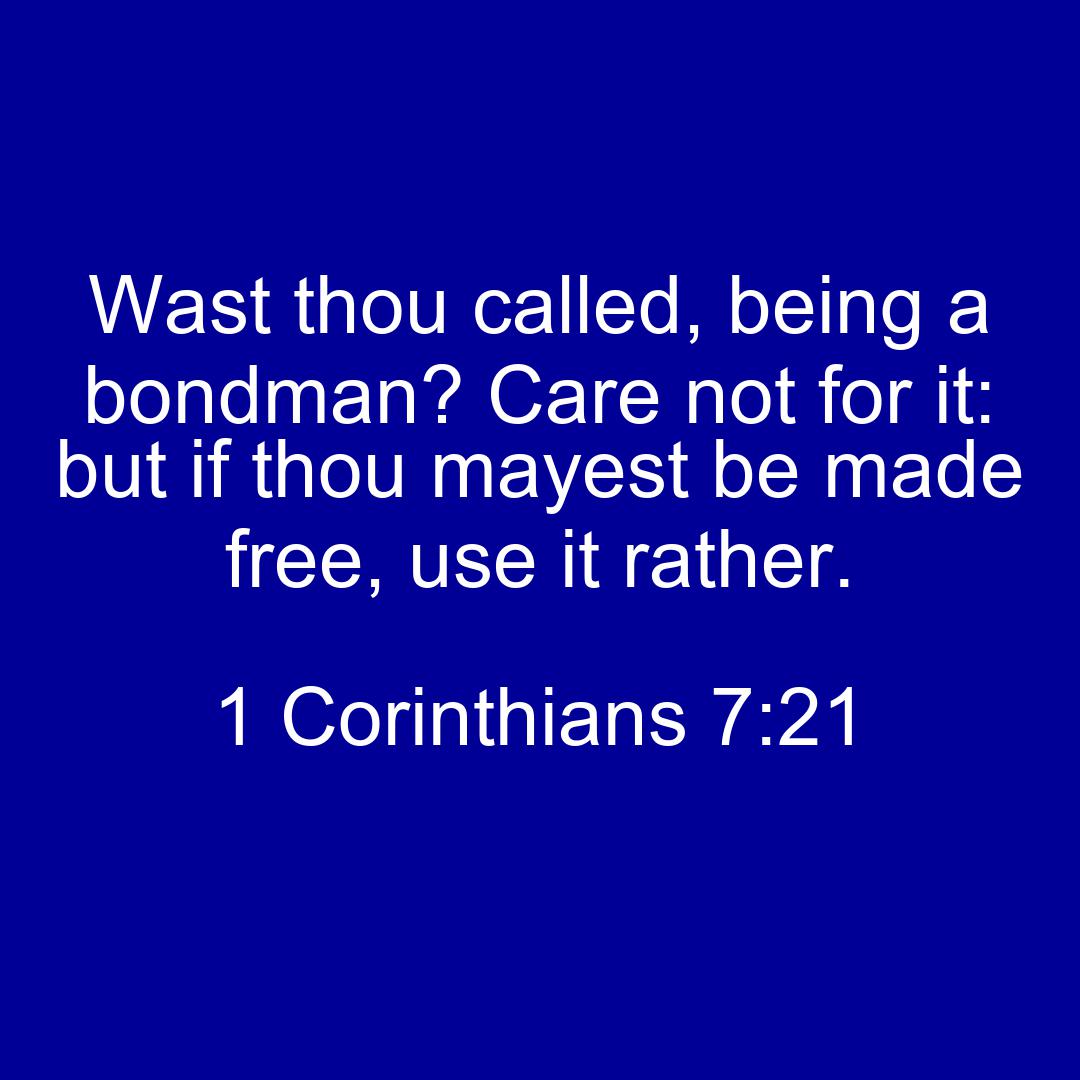 Wast thou called, being a
bondman? Care not for it:
but if thou mayest be made
free, use it rather.
1 Corinthians 7:21